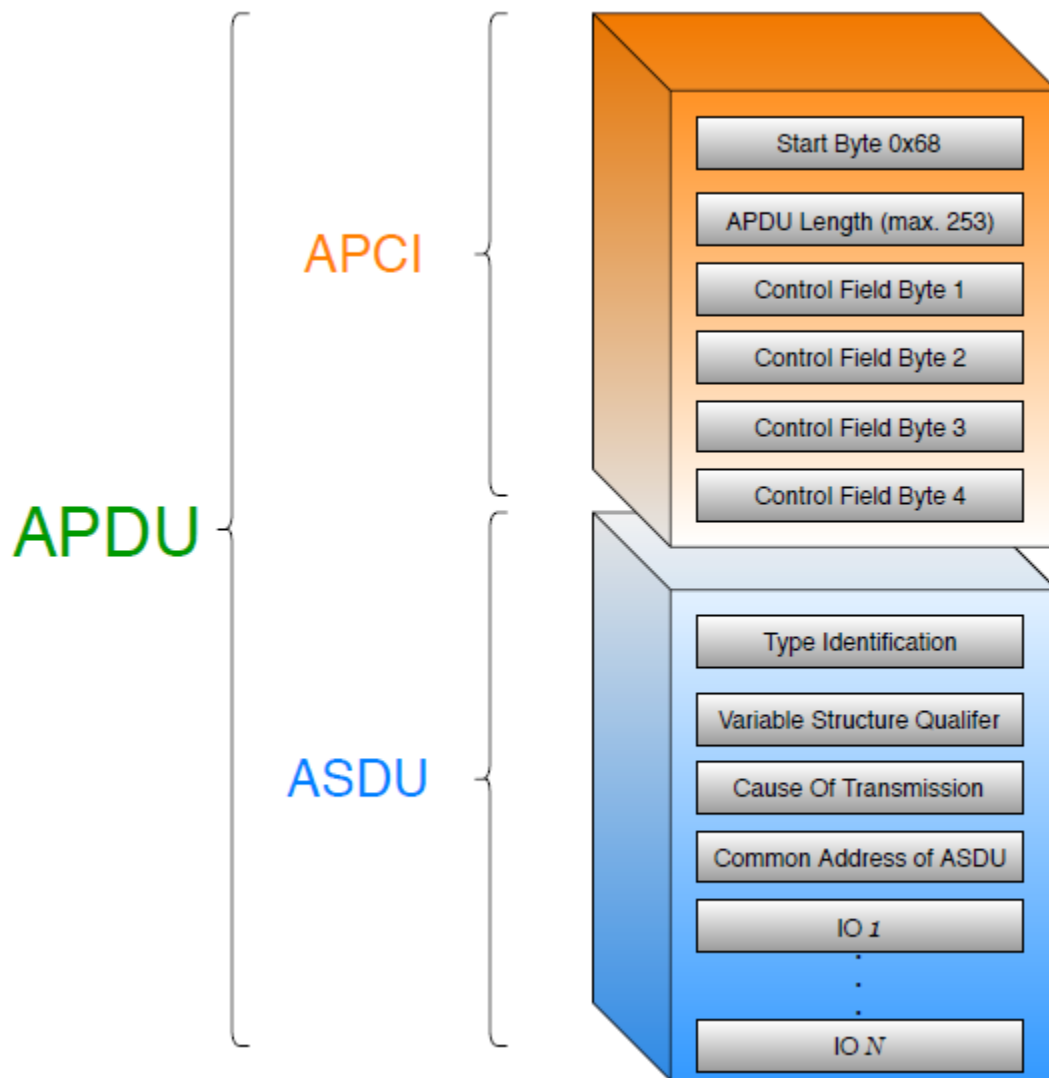 APDU
APCI
Start Byte 0x68
APDU Length (max. 253)
Control Field Byte 1
Control Field Byte 2
Control Field Byte 3
Control Field Byte 4
ASDU
Type Identification
Variable Structure Qualifer
Cause Of Transmission
Common Address of ASDU
IO 1
.
.
.
IO N